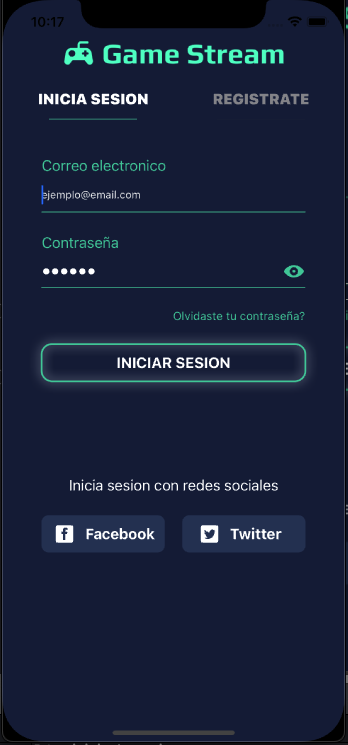 10:17
Game Stream
INICIA SESION REGISTRATE
Correo electronico
ejemplo@email.com
Contraseña
●●●●●●
Olvidaste tu contraseña?
INICIAR SESION
Inicia sesion con redes sociales
Facebook Twitter